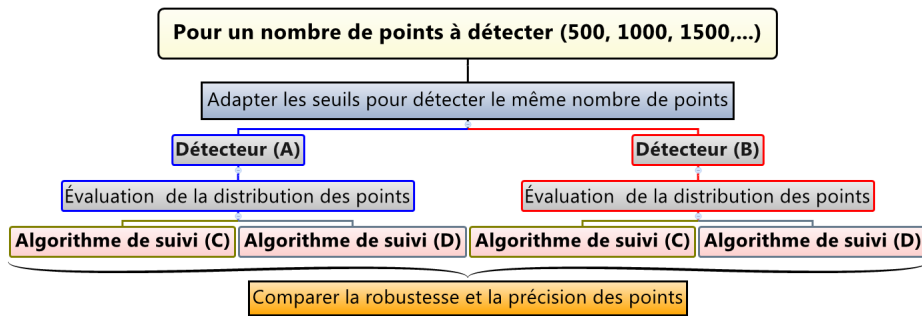 Pour un nombre de points à détecter (500, 1000, 1500,...)
Adapter les seuils pour détecter le même nombre de points
Détecteur (A)
Détecteur (B)
Évaluation  de la distribution des points
Évaluation  de la distribution des points
Algorithme de suivi (C)
Algorithme de suivi (D)
Algorithme de suivi (C)
Algorithme de suivi (D)
Comparer la robustesse et la précision des points